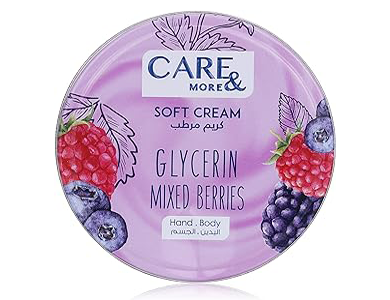 CARE &
MORE
SOFT CREAM
كريم مرطب
GLYCERIN
MIXED BERRIES
Hand . Body
اليدين . الجسم